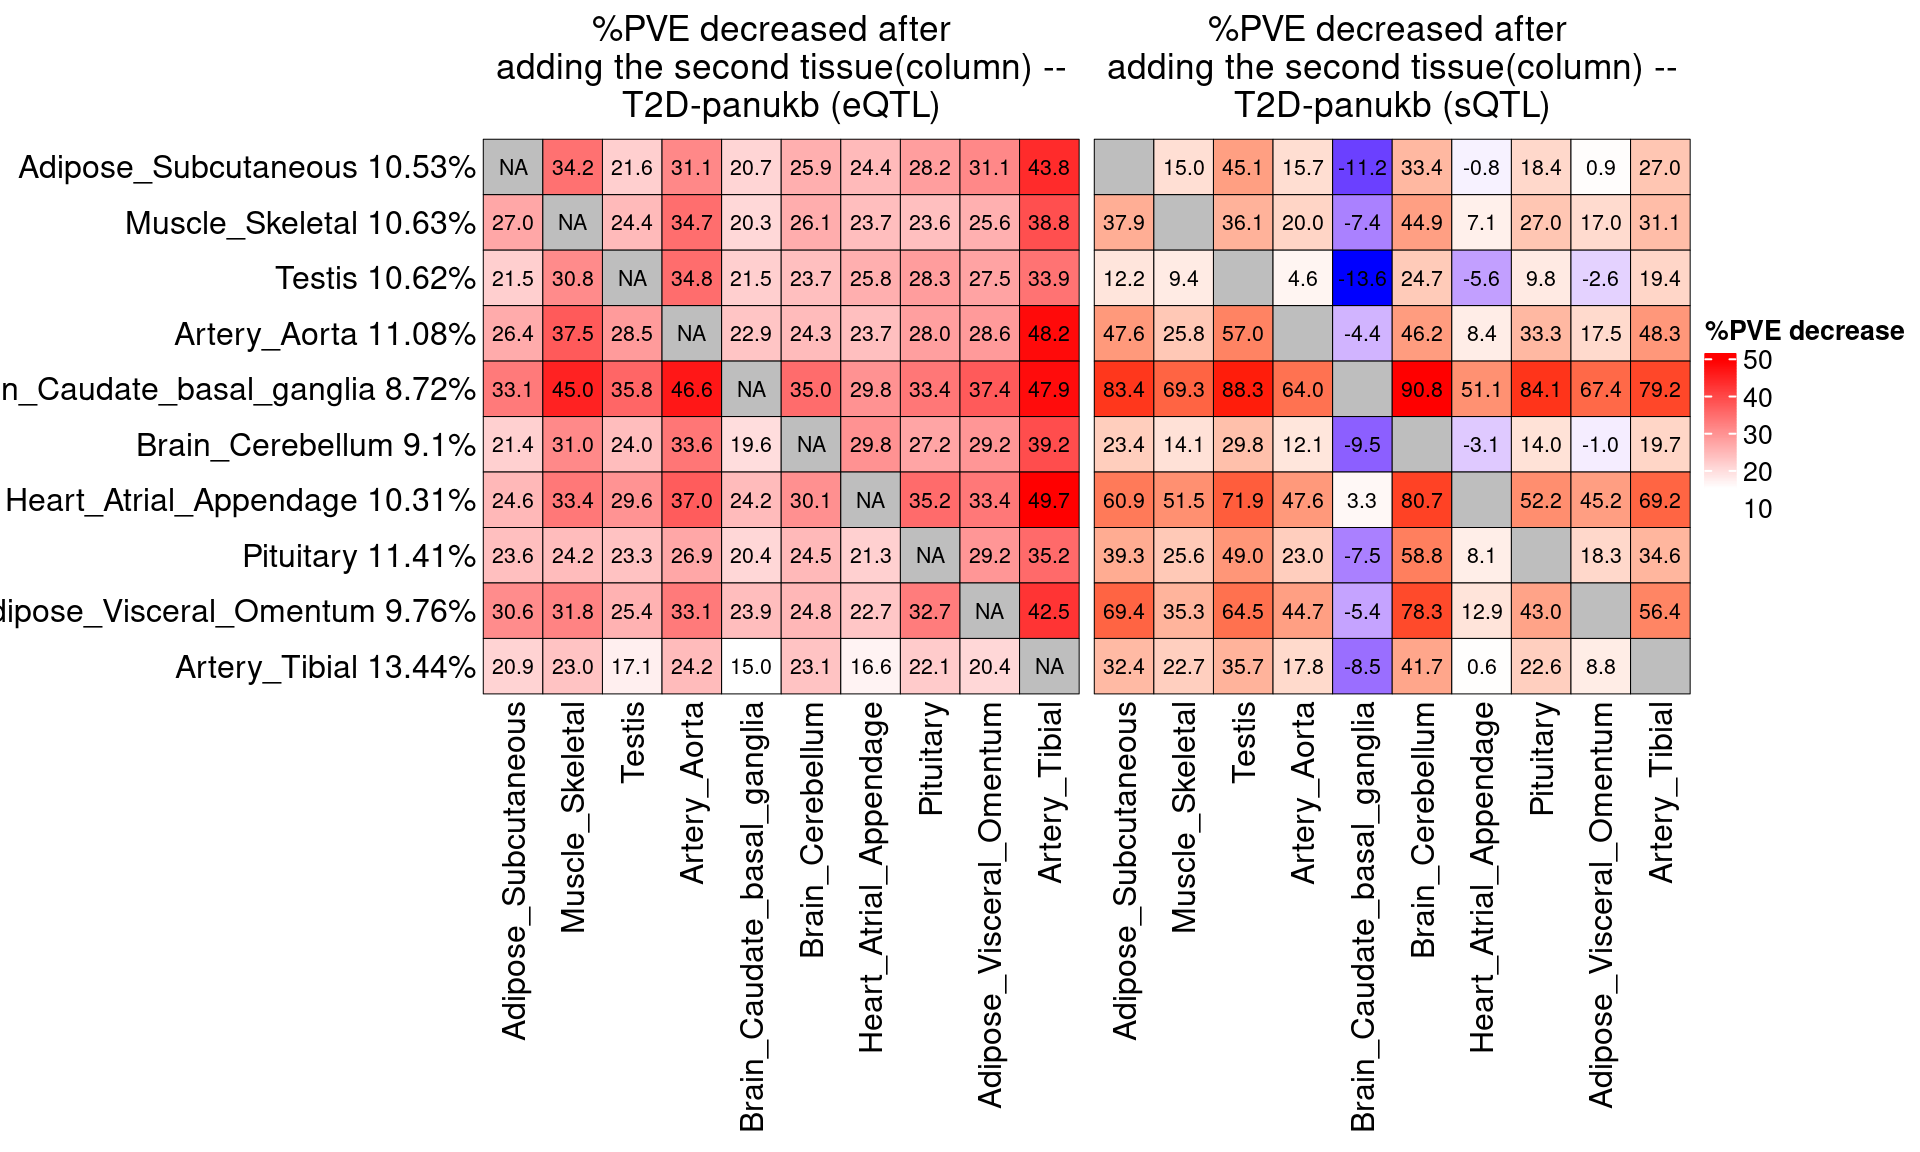 %PVE decreased after
adding the second tissue(column) --
T2D-panukb (eQTL)
%PVE decreased after
adding the second tissue(column) --
T2D-panukb (sQTL)
Adipose_Subcutaneous 10.53% NA 34.2 21.6 31.1 20.7 25.9 24.4 28.2 31.1 43.8 15.0 45.1 15.7 -11.2 33.4 -0.8 18.4 0.9 27.0
Muscle_Skeletal 10.63% 27.0 NA 24.4 34.7 20.3 26.1 23.7 23.6 25.6 38.8 37.9 36.1 20.0 -7.4 44.9 7.1 27.0 17.0 31.1
Testis 10.62% 21.5 30.8 NA 34.8 21.5 23.7 25.8 28.3 27.5 33.9 12.2 9.4 4.6 -13.6 24.7 -5.6 9.8 -2.6 19.4
Artery_Aorta 11.08% 26.4 37.5 28.5 NA 22.9 24.3 23.7 28.0 28.6 48.2 47.6 25.8 57.0 -4.4 46.2 8.4 33.3 17.5 48.3
n_Caudate_basal_ganglia 8.72% 33.1 45.0 35.8 46.6 NA 35.0 29.8 33.4 37.4 47.9 83.4 69.3 88.3 64.0 90.8 51.1 84.1 67.4 79.2
Brain_Cerebellum 9.1% 21.4 31.0 24.0 33.6 19.6 NA 29.8 27.2 29.2 39.2 23.4 14.1 29.8 12.1 -9.5 -3.1 14.0 -1.0 19.7
Heart_Atrial_Appendage 10.31% 24.6 33.4 29.6 37.0 24.2 30.1 NA 35.2 33.4 49.7 60.9 51.5 71.9 47.6 3.3 80.7 52.2 45.2 69.2
Pituitary 11.41% 23.6 24.2 23.3 26.9 20.4 24.5 21.3 NA 29.2 35.2 39.3 25.6 49.0 23.0 -7.5 58.8 8.1 18.3 34.6
dipose_Visceral_Omentum 9.76% 30.6 31.8 25.4 33.1 23.9 24.8 22.7 32.7 NA 42.5 69.4 35.3 64.5 44.7 -5.4 78.3 12.9 43.0 56.4
Artery_Tibial 13.44% 20.9 23.0 17.1 24.2 15.0 23.1 16.6 22.1 20.4 NA 32.4 22.7 35.7 17.8 -8.5 41.7 0.6 22.6 8.8
Adipose_Subcutaneous
Muscle_Skeletal
Testis
Artery_Aorta
Brain_Caudate_basal_ganglia
Brain_Cerebellum
Heart_Atrial_Appendage
Pituitary
Adipose_Visceral_Omentum
Artery_Tibial
Adipose_Subcutaneous
Muscle_Skeletal
Testis
Artery_Aorta
Brain_Caudate_basal_ganglia
Brain_Cerebellum
Heart_Atrial_Appendage
Pituitary
Adipose_Visceral_Omentum
Artery_Tibial
%PVE decrease
50
40
30
20
10